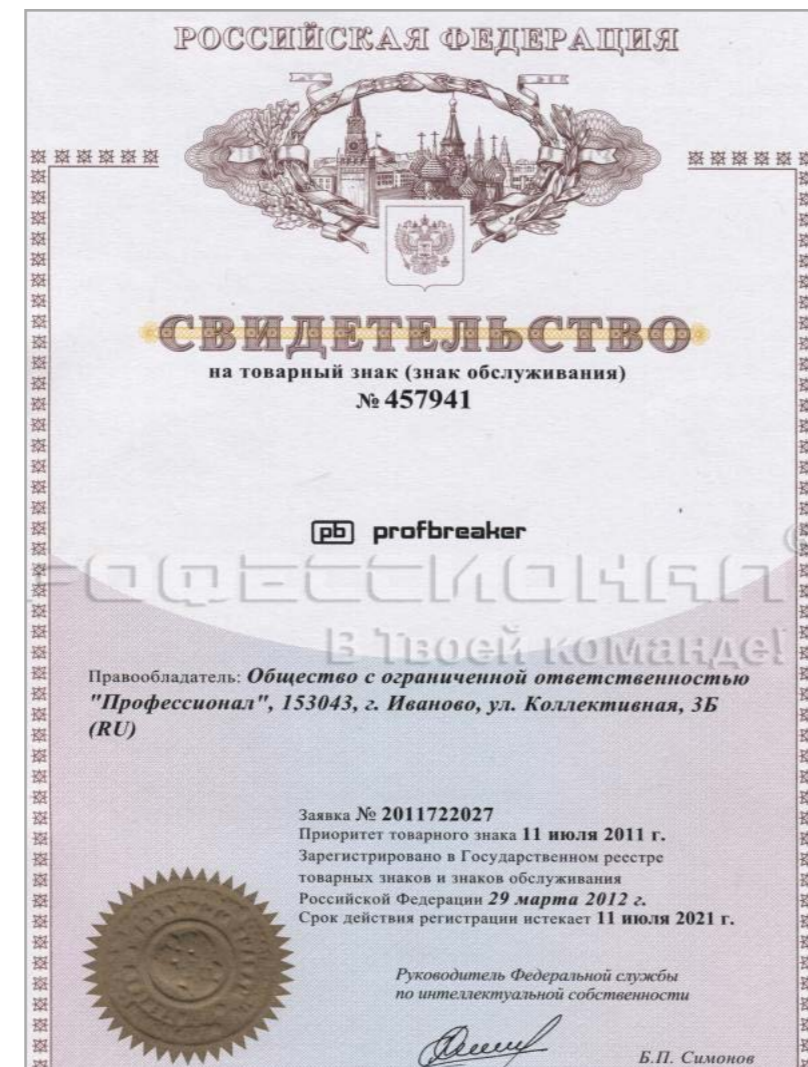 РОССИЙСКАЯ ФЕДЕРАЦИЯ
СВИДЕТЕЛЬСТВО
на товарный знак (знак обслуживания)
№ 457941
pb profbreaker
РОФЕССИОНАЛ®
В Твоей команде!
Правообладатель: Общество с ограниченной ответственностью
"Профессионал", 153043, г. Иваново, ул. Коллективная, 3Б
(RU)
Заявка № 2011722027
Приоритет товарного знака 11 июля 2011 г.
Зарегистрировано в Государственном реестре
товарных знаков и знаков обслуживания
Российской Федерации 29 марта 2012 г.
Срок действия регистрации истекает 11 июля 2021 г.
Руководитель Федеральной службы
по интеллектуальной собственности
Б.П. Симонов